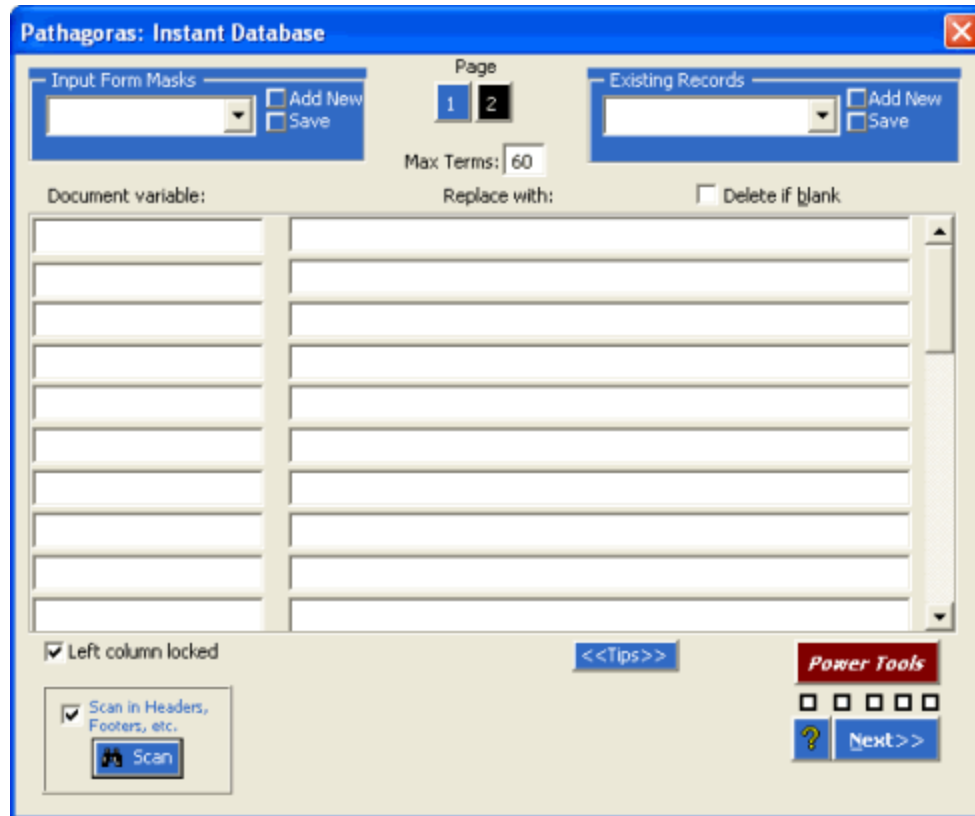 Pathagoras: Instant Database
Input Form Masks
Add New
Save
Page
1 2
Max Terms: 60
Existing Records
Add New
Save
Document variable:
Replace with:
Delete if blank
Left column locked
<<Tips>>
Power Tools
Scan in Headers,
Footers, etc.
Scan
?
Next>>